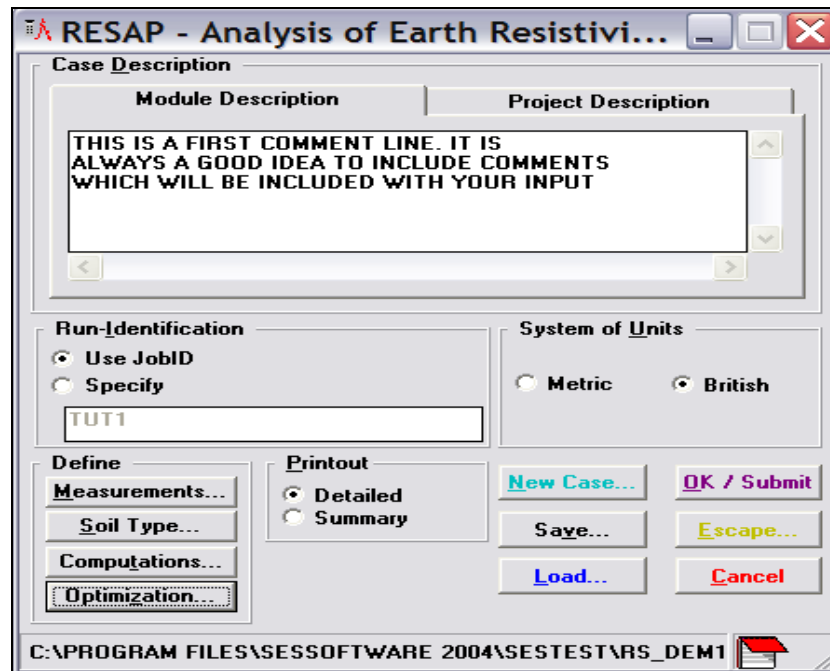 RESAP - Analysis of Earth Resistivi...
Case Description
Module Description
Project Description
THIS IS A FIRST COMMENT LINE. IT IS
ALWAYS A GOOD IDEA TO INCLUDE COMMENTS
WHICH WILL BE INCLUDED WITH YOUR INPUT
Run-Identification
Use JobID
Specify
TUT1
System of Units
Metric
British
Define
Measurements...
Soil Type...
Computations...
Optimization...
Printout
Detailed
Summary
New Case...
OK / Submit
Save...
Escape...
Load...
Cancel
C:\PROGRAM FILES\SESSOFTWARE 2004\SESTEST\RS_DEM1